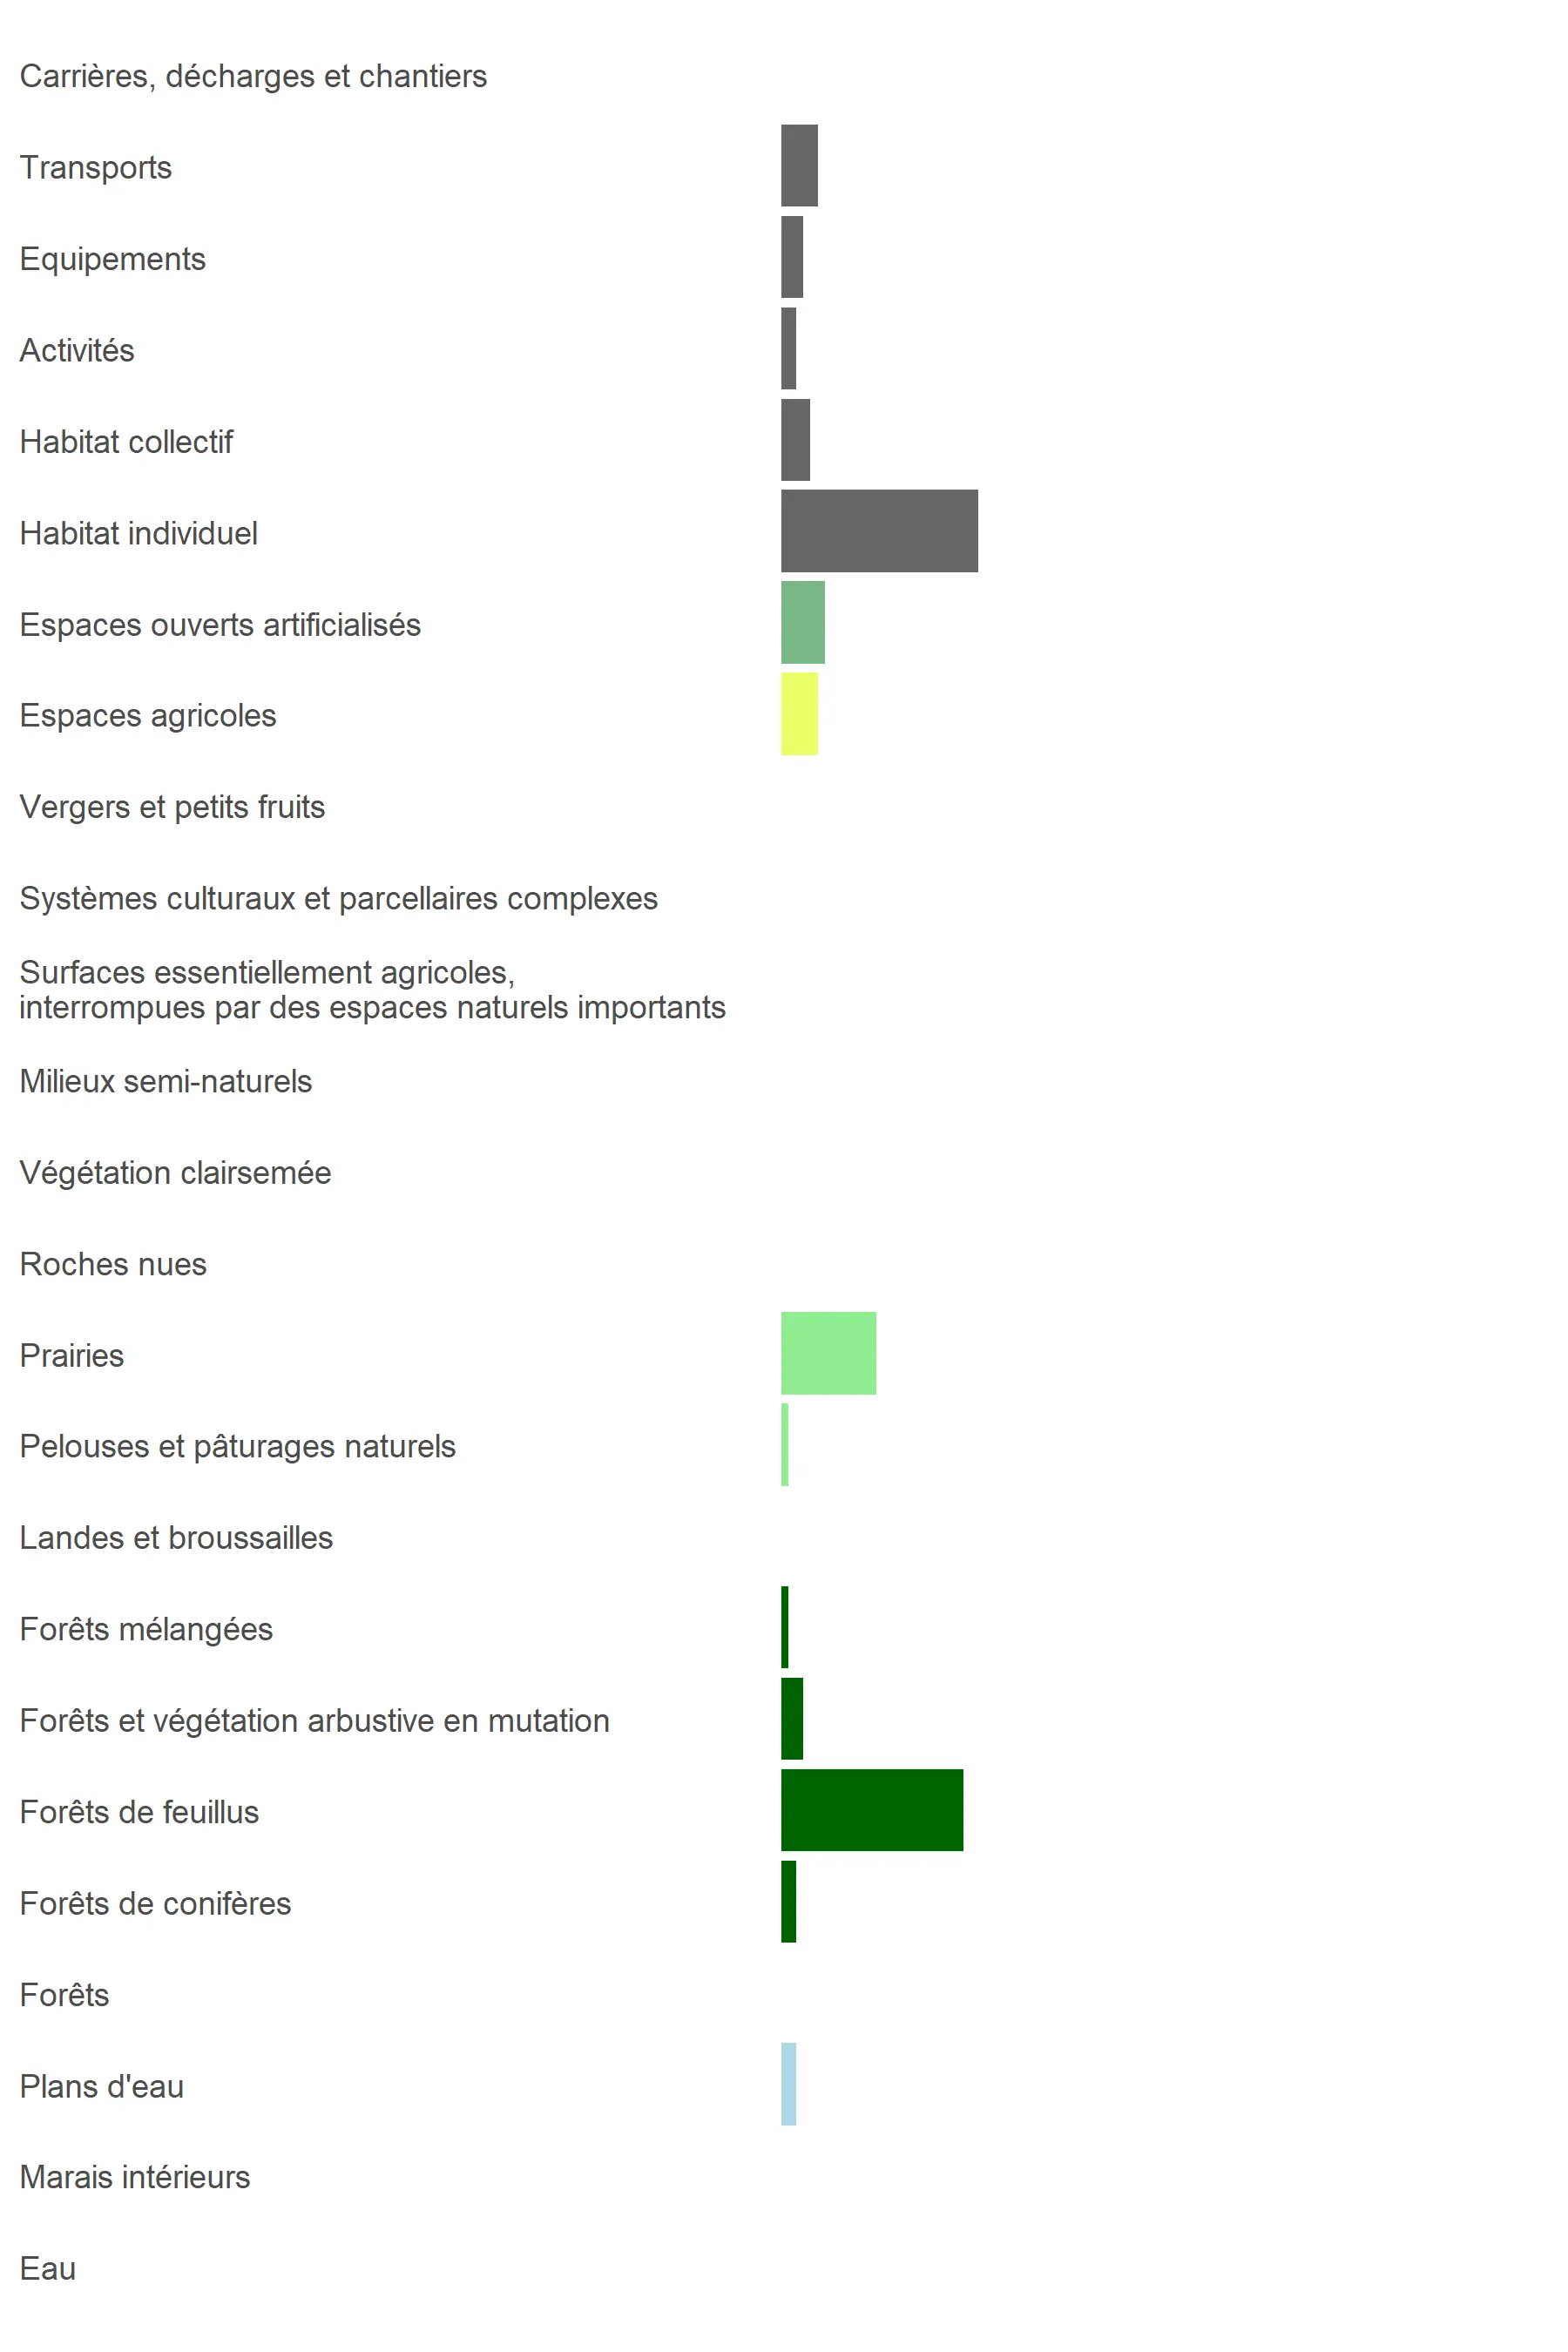 Carrières, décharges et chantiers
Transports
Equipements
Activités
Habitat collectif
Habitat individuel
Espaces ouverts artificialisés
Espaces agricoles
Vergers et petits fruits
Systèmes culturaux et parcellaires complexes
Surfaces essentiellement agricoles,
interrompues par des espaces naturels importants
Milieux semi-naturels
Végétation clairsemée
Roches nues
Prairies
Pelouses et pâturages naturels
Landes et broussailles
Forêts mélangées
Forêts et végétation arbustive en mutation
Forêts de feuillus
Forêts de conifères
Forêts
Plans d'eau
Marais intérieurs
Eau